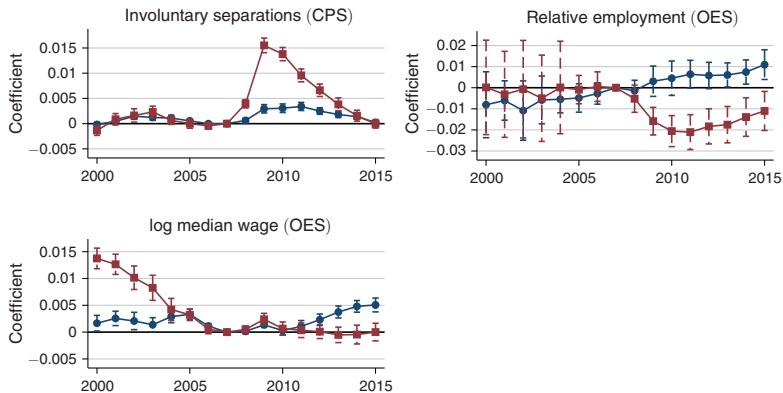 Involuntary separations (CPS)
Coefficient
0.015
0.01
0.005
0
−0.005
2000 2005 2010 2015
Relative employment (OES)
Coefficient
0.02
0.01
0
−0.01
−0.02
−0.03
2000 2005 2010 2015
log median wage (OES)
Coefficient
0.015
0.01
0.005
0
−0.005
2000 2005 2010 2015